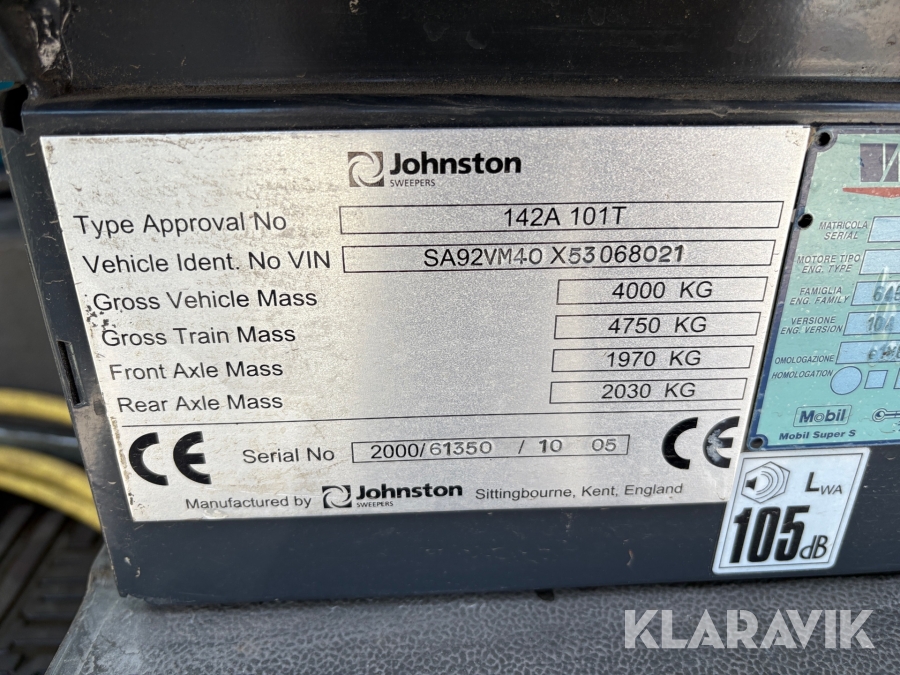 Johnston
SWEEPERS
Type Approval No 142A 101T
Vehicle Ident. No VIN SA92VM40 X53068021
Gross Vehicle Mass 4000 KG
Gross Train Mass 4750 KG
Front Axle Mass 1970 KG
Rear Axle Mass 2030 KG
CE Serial No 2000/61350 / 10 05 CE
Manufactured by Johnston SWEEPERS Sittingbourne, Kent, England
MATRICOLA
SERIAL
MOTORE TIPO
ENG. TYPE
FAMIGLIA
ENG. FAMILY
VERSIONE
ENG. VERSION
OMOLOGAZIONE
HOMOLOGATION
Mobil
Mobil Super S
LWA
105dB
KLARAVIK